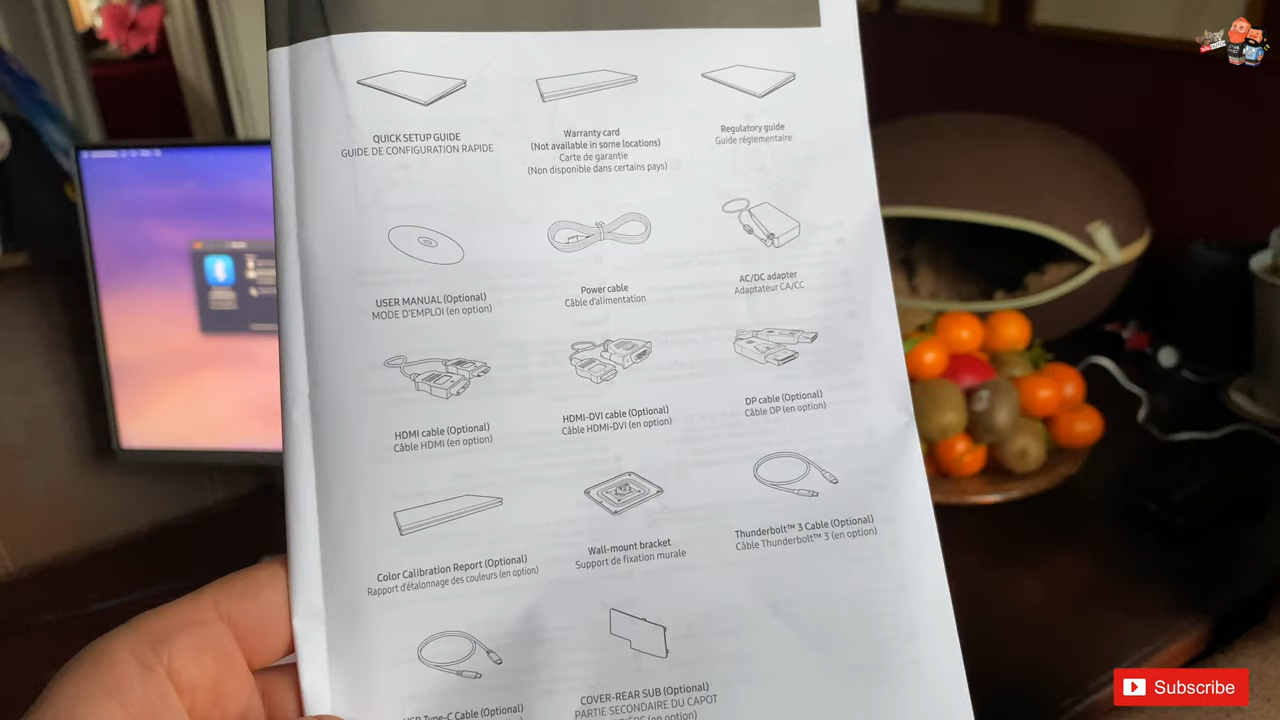 QUICK SETUP GUIDE
GUIDE DE CONFIGURATION RAPIDE
Warranty card
(Not available in some locations)
Carte de garantie
(Non disponible dans certains pays)
Regulatory guide
Guide réglementaire
USER MANUAL (Optional)
MODE D'EMPLOI (en option)
Power cable
Câble d'alimentation
AC/DC adapter
Adaptateur CA/CC
HDMI cable (Optional)
Câble HDMI (en option)
HDMI-DVI cable (Optional)
Câble HDMI-DVI (en option)
DP cable (Optional)
Câble DP (en option)
Color Calibration Report (Optional)
Rapport d'étalonnage des couleurs (en option)
Wall-mount bracket
Support de fixation murale
Thunderbolt™ 3 Cable (Optional)
Câble Thunderbolt™ 3 (en option)
Type-C Cable (Optional)
COVER-REAR SUB (Optional)
PARTIE SECONDAIRE DU CAPOT
(en option)
Subscribe